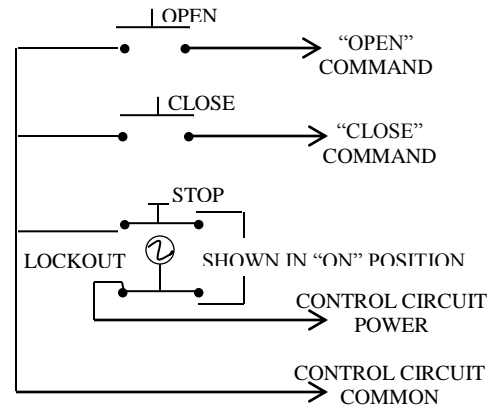 OPEN
“OPEN”
COMMAND
CLOSE
“CLOSE”
COMMAND
STOP
LOCKOUT
SHOWN IN “ON” POSITION
CONTROL CIRCUIT
POWER
CONTROL CIRCUIT
COMMON